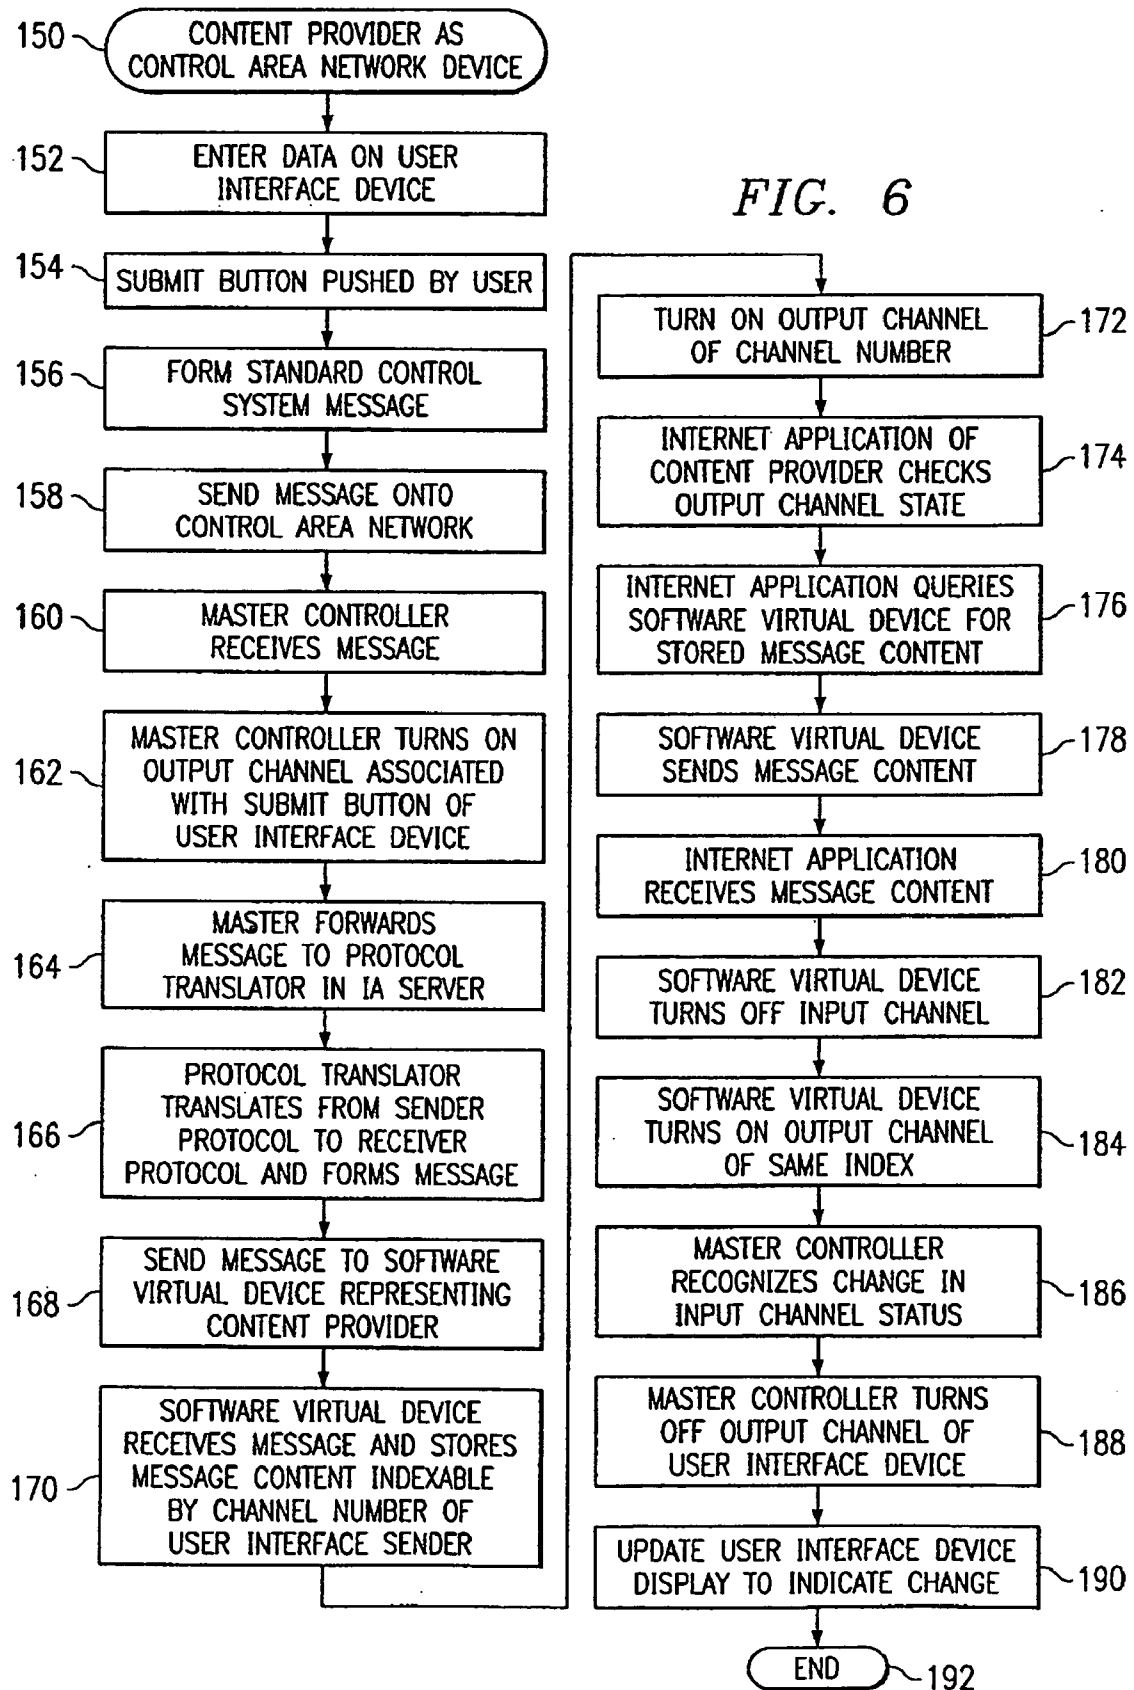 150
CONTENT PROVIDER AS
CONTROL AREA NETWORK DEVICE
152
ENTER DATA ON USER
INTERFACE DEVICE
154
SUBMIT BUTTON PUSHED BY USER
156
FORM STANDARD CONTROL
SYSTEM MESSAGE
158
SEND MESSAGE ONTO
CONTROL AREA NETWORK
160
MASTER CONTROLLER
RECEIVES MESSAGE
162
MASTER CONTROLLER TURNS ON
OUTPUT CHANNEL ASSOCIATED
WITH SUBMIT BUTTON OF
USER INTERFACE DEVICE
164
MASTER FORWARDS
MESSAGE TO PROTOCOL
TRANSLATOR IN IA SERVER
166
PROTOCOL TRANSLATOR
TRANSLATES FROM SENDER
PROTOCOL TO RECEIVER
PROTOCOL AND FORMS MESSAGE
168
SEND MESSAGE TO SOFTWARE
VIRTUAL DEVICE REPRESENTING
CONTENT PROVIDER
170
SOFTWARE VIRTUAL DEVICE
RECEIVES MESSAGE AND STORES
MESSAGE CONTENT INDEXABLE
BY CHANNEL NUMBER OF
USER INTERFACE SENDER
FIG. 6
TURN ON OUTPUT CHANNEL
OF CHANNEL NUMBER
172
INTERNET APPLICATION OF
CONTENT PROVIDER CHECKS
OUTPUT CHANNEL STATE
174
INTERNET APPLICATION QUERIES
SOFTWARE VIRTUAL DEVICE FOR
STORED MESSAGE CONTENT
176
SOFTWARE VIRTUAL DEVICE
SENDS MESSAGE CONTENT
178
INTERNET APPLICATION
RECEIVES MESSAGE CONTENT
180
SOFTWARE VIRTUAL DEVICE
TURNS OFF INPUT CHANNEL
182
SOFTWARE VIRTUAL DEVICE
TURNS ON OUTPUT CHANNEL
OF SAME INDEX
184
MASTER CONTROLLER
RECOGNIZES CHANGE IN
INPUT CHANNEL STATUS
186
MASTER CONTROLLER TURNS
OFF OUTPUT CHANNEL OF
USER INTERFACE DEVICE
188
UPDATE USER INTERFACE DEVICE
DISPLAY TO INDICATE CHANGE
190
END
192